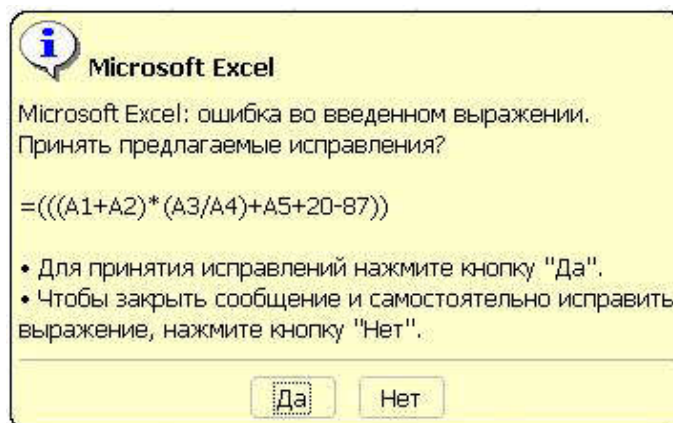 Microsoft Excel
Microsoft Excel: ошибка во введенном выражении.
Принять предлагаемые исправления?
=(((A1+A2)*(A3/A4)+A5+20-87))
• Для принятия исправлений нажмите кнопку "Да".
• Чтобы закрыть сообщение и самостоятельно исправить
выражение, нажмите кнопку "Нет".
Да Нет